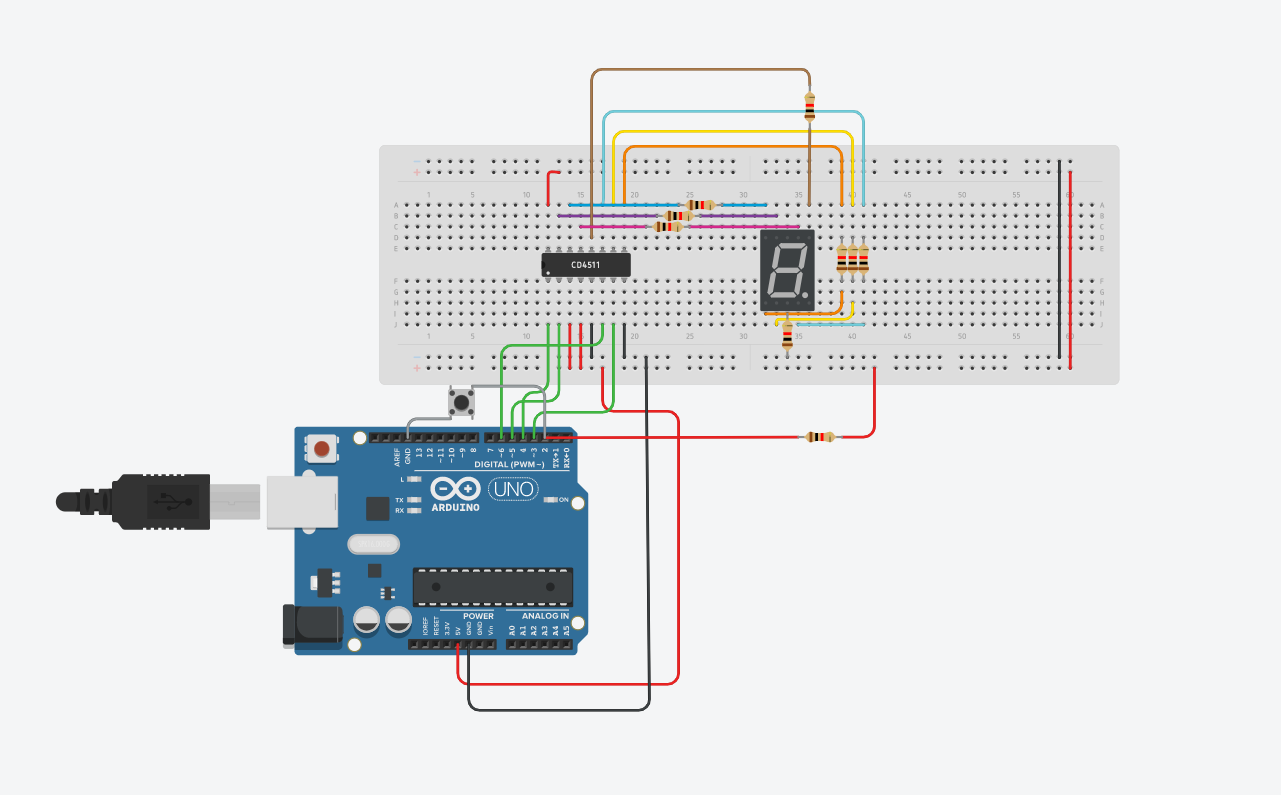 − −
+ +
1 5 10 15 20 25 30 35 40 45 50 55 60
A A
B B
C C
D D
E E
CD4511
F F
G G
H H
I I
J J
1 5 10 15 20 25 30 35 40 45 50 55 60
− −
+ +
AREF GND 13 12 ~11 ~10 ~9 8 7 ~6 ~5 4 ~3 2 TX→1 RX←0
DIGITAL (PWM~)
L
TX
RX
ARDUINO
UNO
ON
POWER
ANALOG IN
IOREF RESET 3.3V 5V GND GND Vin A0 A1 A2 A3 A4 A5